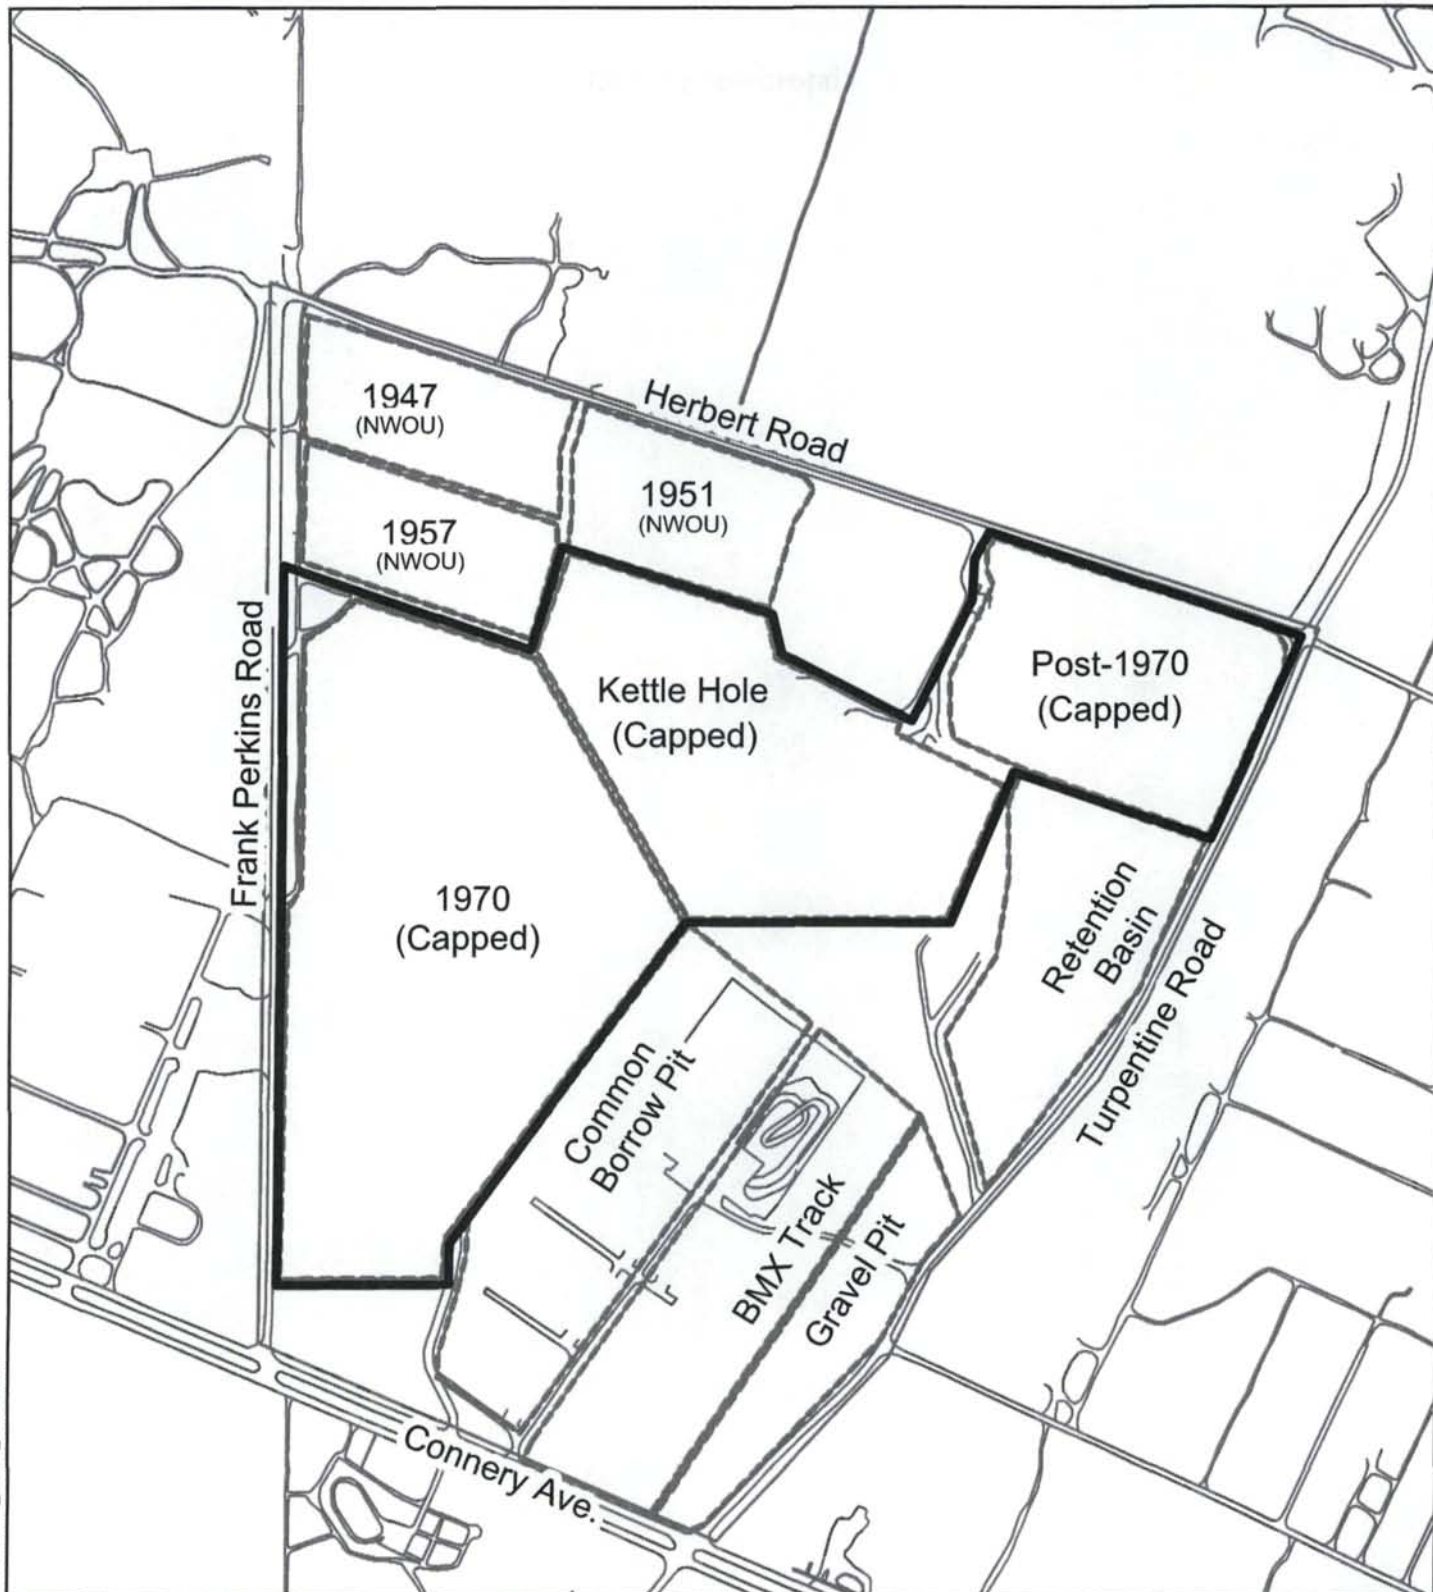 Herbert Road
1947
(NWOU)
1951
(NWOU)
1957
(NWOU)
Frank Perkins Road
Kettle Hole
(Capped)
Post-1970
(Capped)
1970
(Capped)
Retention
Basin
Turpentine Road
Common
Borrow Pit
BMX Track
Gravel Pit
Connery Ave.